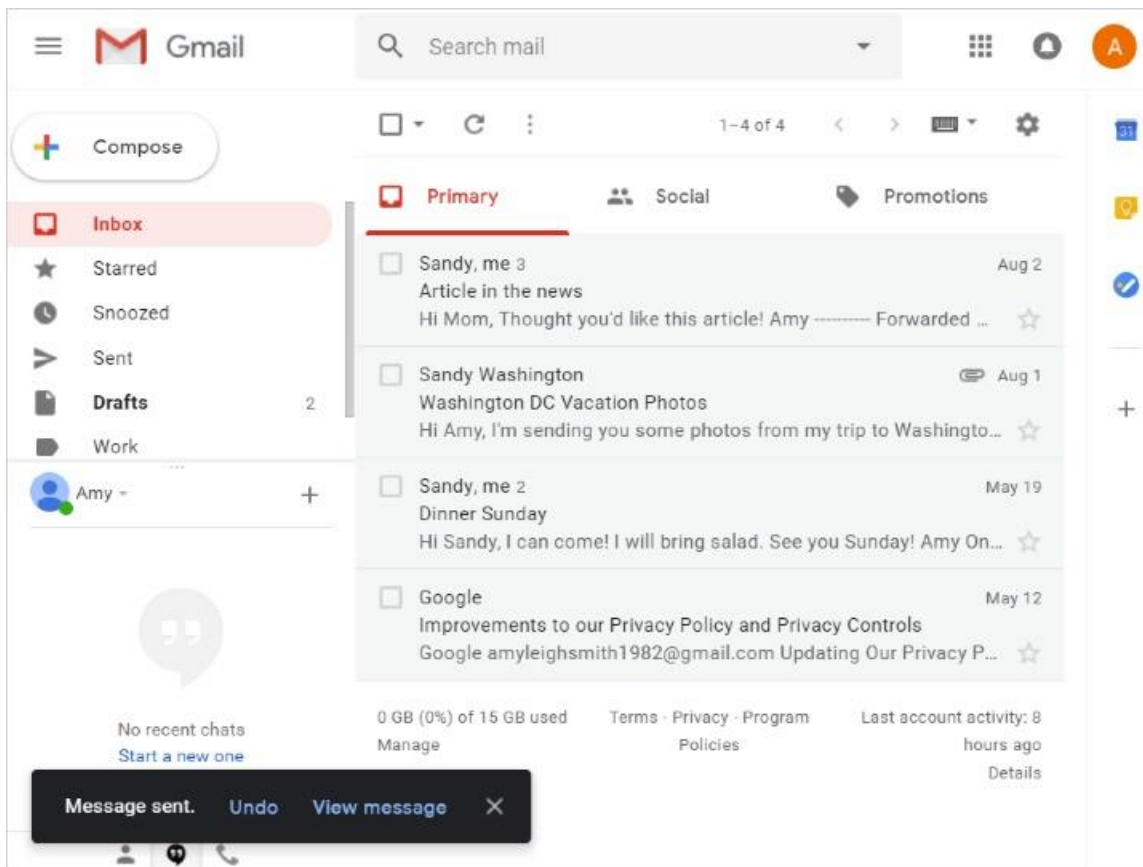 Gmail
Search mail
A
Compose
Inbox
Starred
Snoozed
Sent
Drafts 2
Work
Amy
No recent chats
Start a new one
1–4 of 4
31
Primary Social Promotions
Sandy, me 3 Aug 2
Article in the news
Hi Mom, Thought you'd like this article! Amy ---------- Forwarded ...
Sandy Washington Aug 1
Washington DC Vacation Photos
Hi Amy, I'm sending you some photos from my trip to Washingto...
Sandy, me 2 May 19
Dinner Sunday
Hi Sandy, I can come! I will bring salad. See you Sunday! Amy On...
Google May 12
Improvements to our Privacy Policy and Privacy Controls
Google amyleighsmith1982@gmail.com Updating Our Privacy P...
0 GB (0%) of 15 GB used
Manage
Terms · Privacy · Program
Policies
Last account activity: 8
hours ago
Details
Message sent. Undo View message